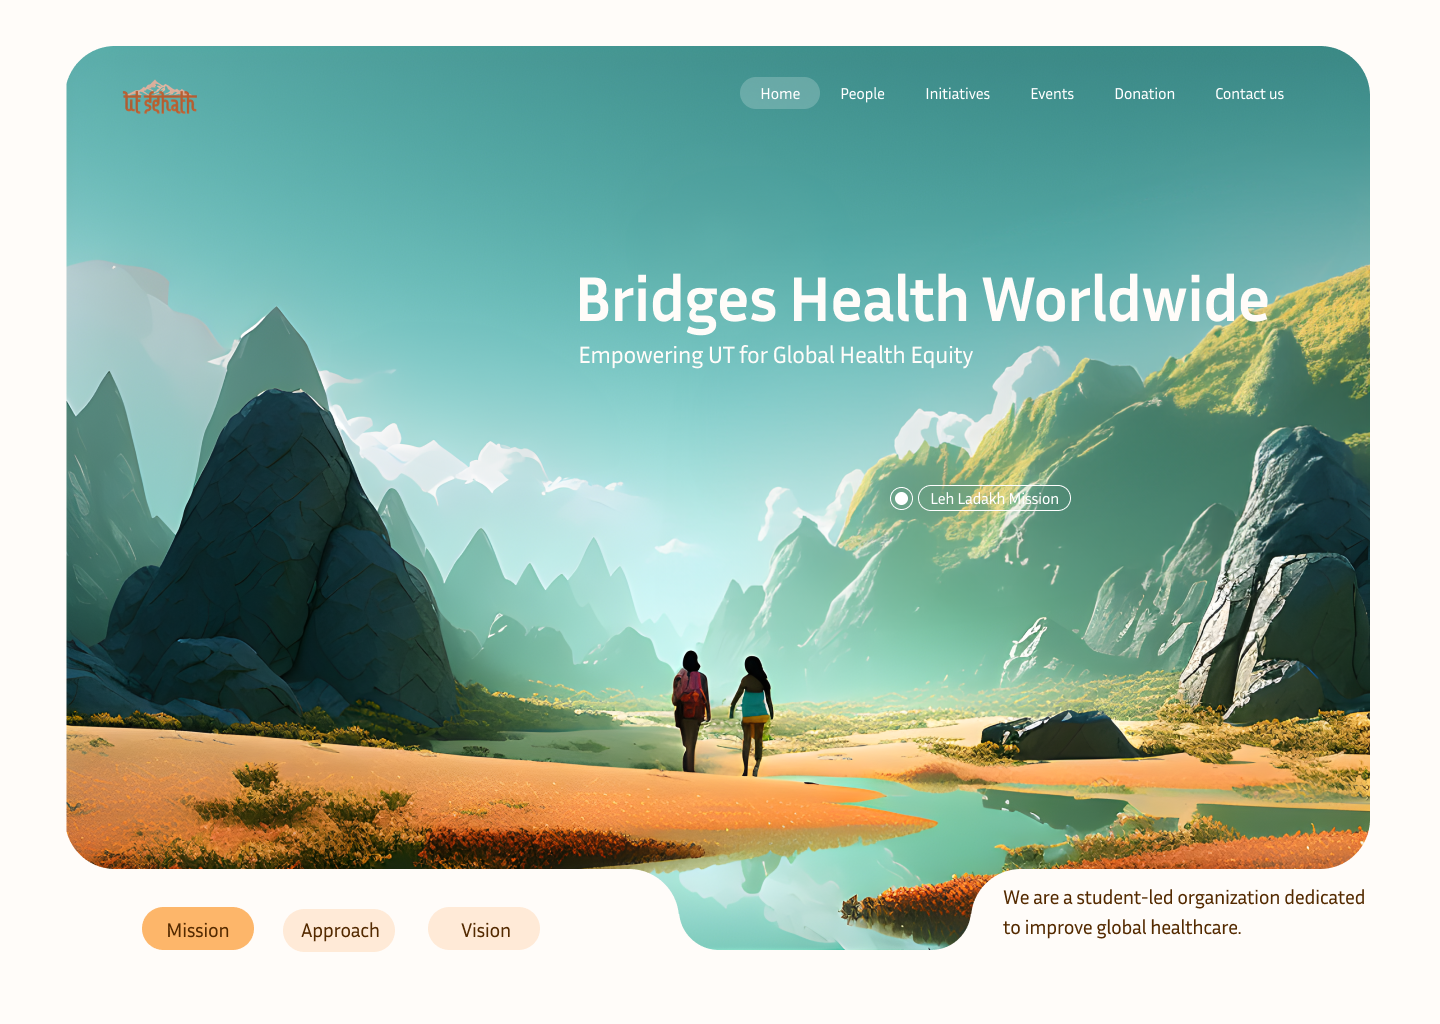 ut sehath
Home People Initiatives Events Donation Contact us
Bridges Health Worldwide
Empowering UT for Global Health Equity
Leh Ladakh Mission
Mission Approach Vision
We are a student-led organization dedicated
to improve global healthcare.